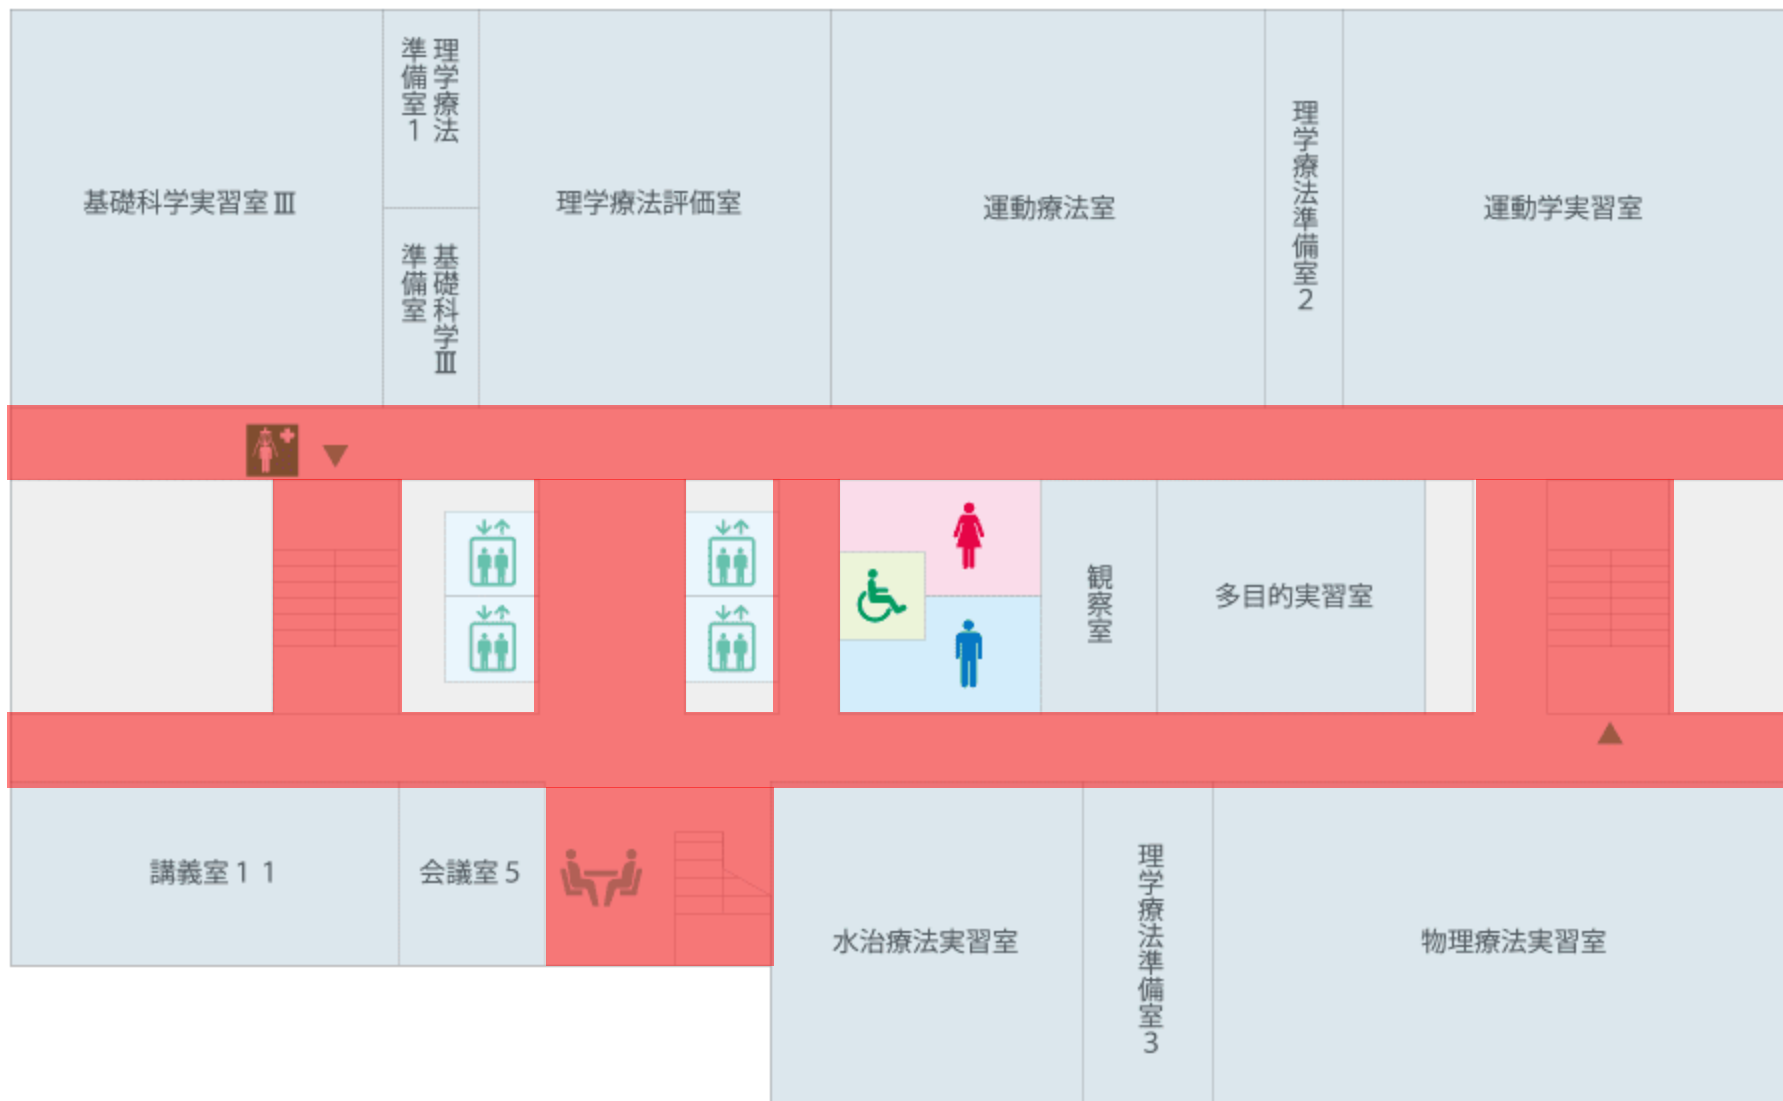 基礎科学実習室Ⅲ
理学療法
準備室1
基礎科学Ⅲ
準備室
理学療法評価室
運動療法室
理学療法準備室2
運動学実習室
観察室
多目的実習室
講義室11
会議室5
水治療法実習室
理学療法準備室3
物理療法実習室